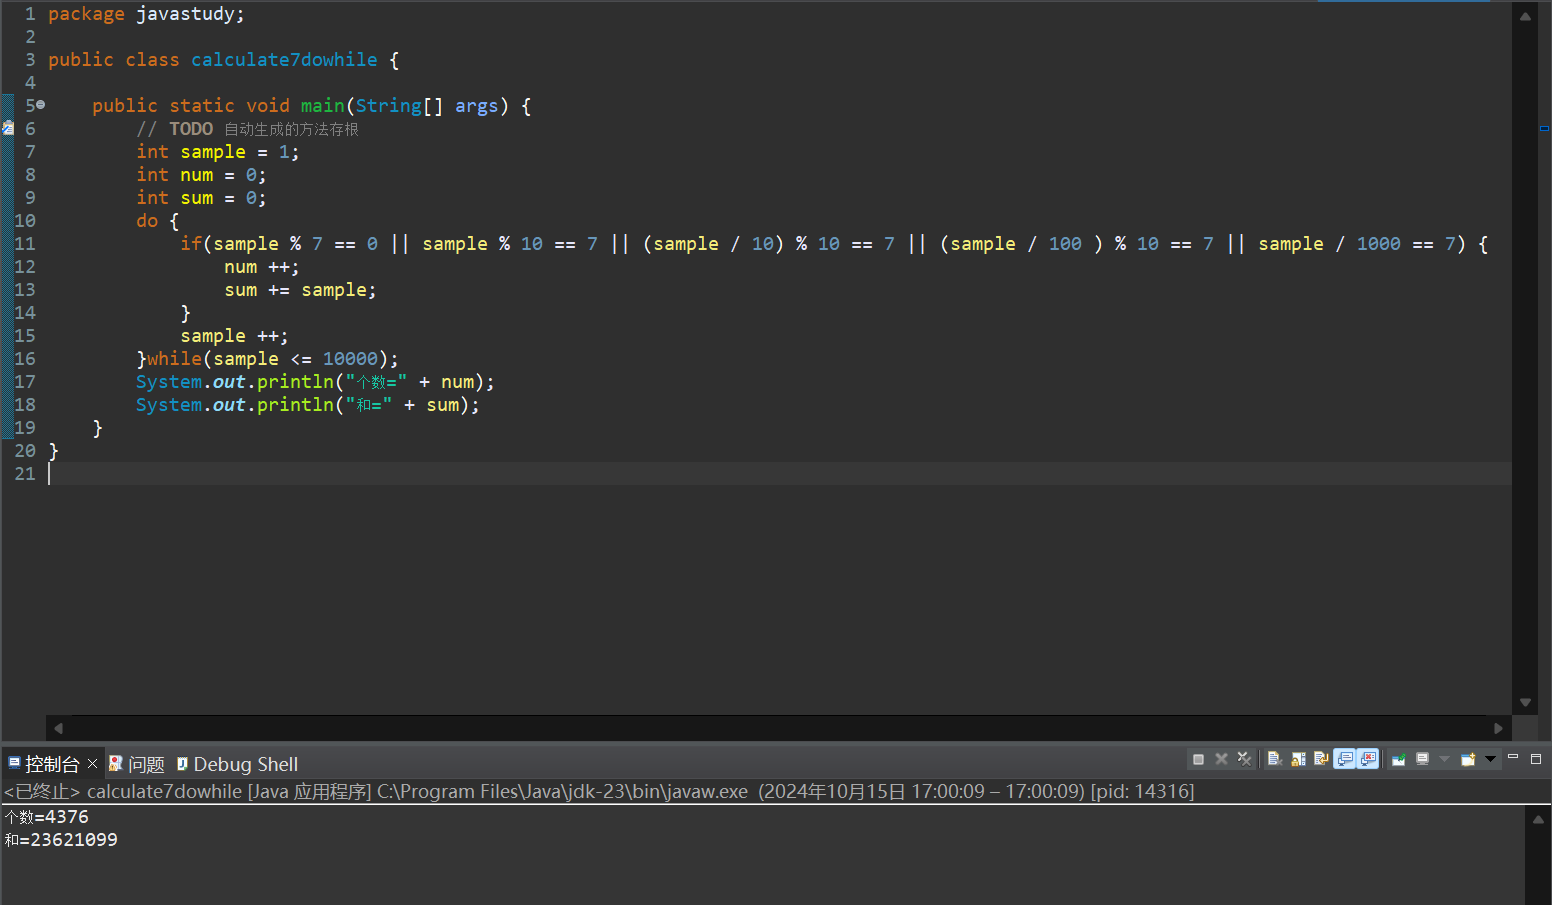 1 package javastudy;
2
3 public class calculate7dowhile {
4
5 public static void main(String[] args) {
6 // TODO 自动生成的方法存根
7 int sample = 1;
8 int num = 0;
9 int sum = 0;
10 do {
11 if(sample % 7 == 0 || sample % 10 == 7 || (sample / 10) % 10 == 7 || (sample / 100 ) % 10 == 7 || sample / 1000 == 7) {
12 num ++;
13 sum += sample;
14 }
15 sample ++;
16 }while(sample <= 10000);
17 System.out.println("个数=" + num);
18 System.out.println("和=" + sum);
19 }
20 }
21
控制台 × 问题 Debug Shell
<已终止> calculate7dowhile [Java 应用程序] C:\Program Files\Java\jdk-23\bin\javaw.exe (2024年10月15日 17:00:09 – 17:00:09) [pid: 14316]
个数=4376
和=23621099